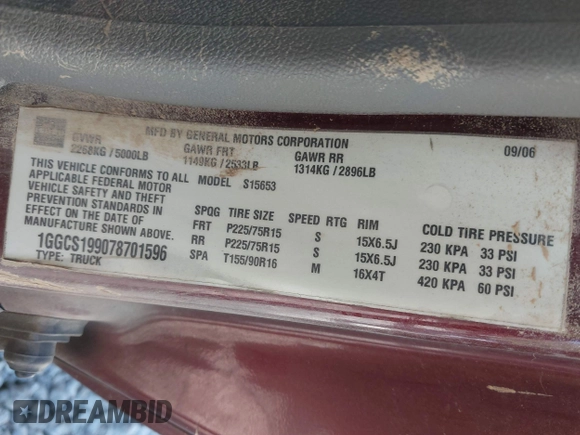 MFD BY GENERAL MOTORS CORPORATION 09/06
GVWR GAWR FRT GAWR RR
2268KG / 5000LB 1149KG / 2533LB 1314KG / 2896LB
THIS VEHICLE CONFORMS TO ALL
APPLICABLE FEDERAL MOTOR
VEHICLE SAFETY AND THEFT
PREVENTION STANDARDS IN
EFFECT ON THE DATE OF
MANUFACTURE SHOWN ABOVE.
1GGCS199078701596
TYPE: TRUCK
MODEL S15653
SPQG TIRE SIZE SPEED RTG RIM COLD TIRE PRESSURE
FRT P225/75R15 S 15X6.5J 230 KPA 33 PSI
RR P225/75R15 S 15X6.5J 230 KPA 33 PSI
SPA T155/90R16 M 16X4T 420 KPA 60 PSI
DREAMBID